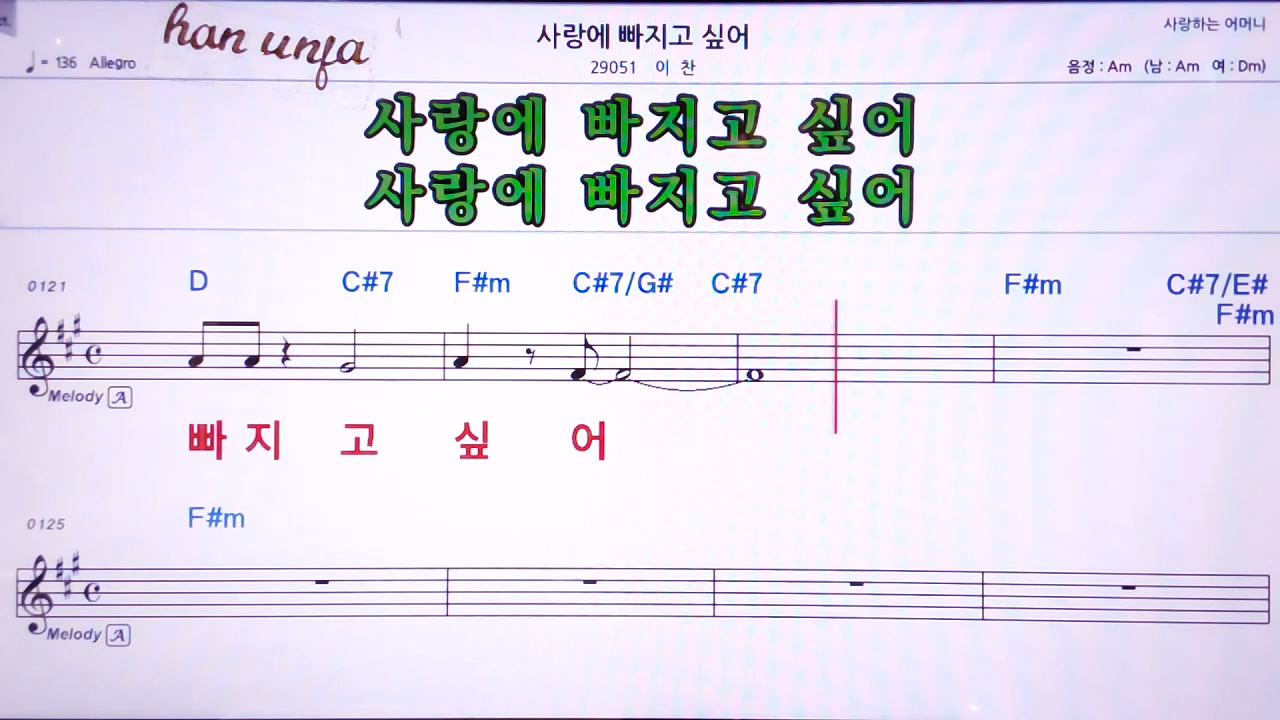 han unfa
사랑에 빠지고 싶어
사랑하는 어머니
♩= 136 Allegro
29051 이 찬
음정 : Am (남 : Am 여 : Dm)
사랑에 빠지고 싶어
사랑에 빠지고 싶어
0121 D C#7 F#m C#7/G# C#7 F#m C#7/E#
F#m
Melody A
빠 지 고 싶 어
0125 F#m
Melody A